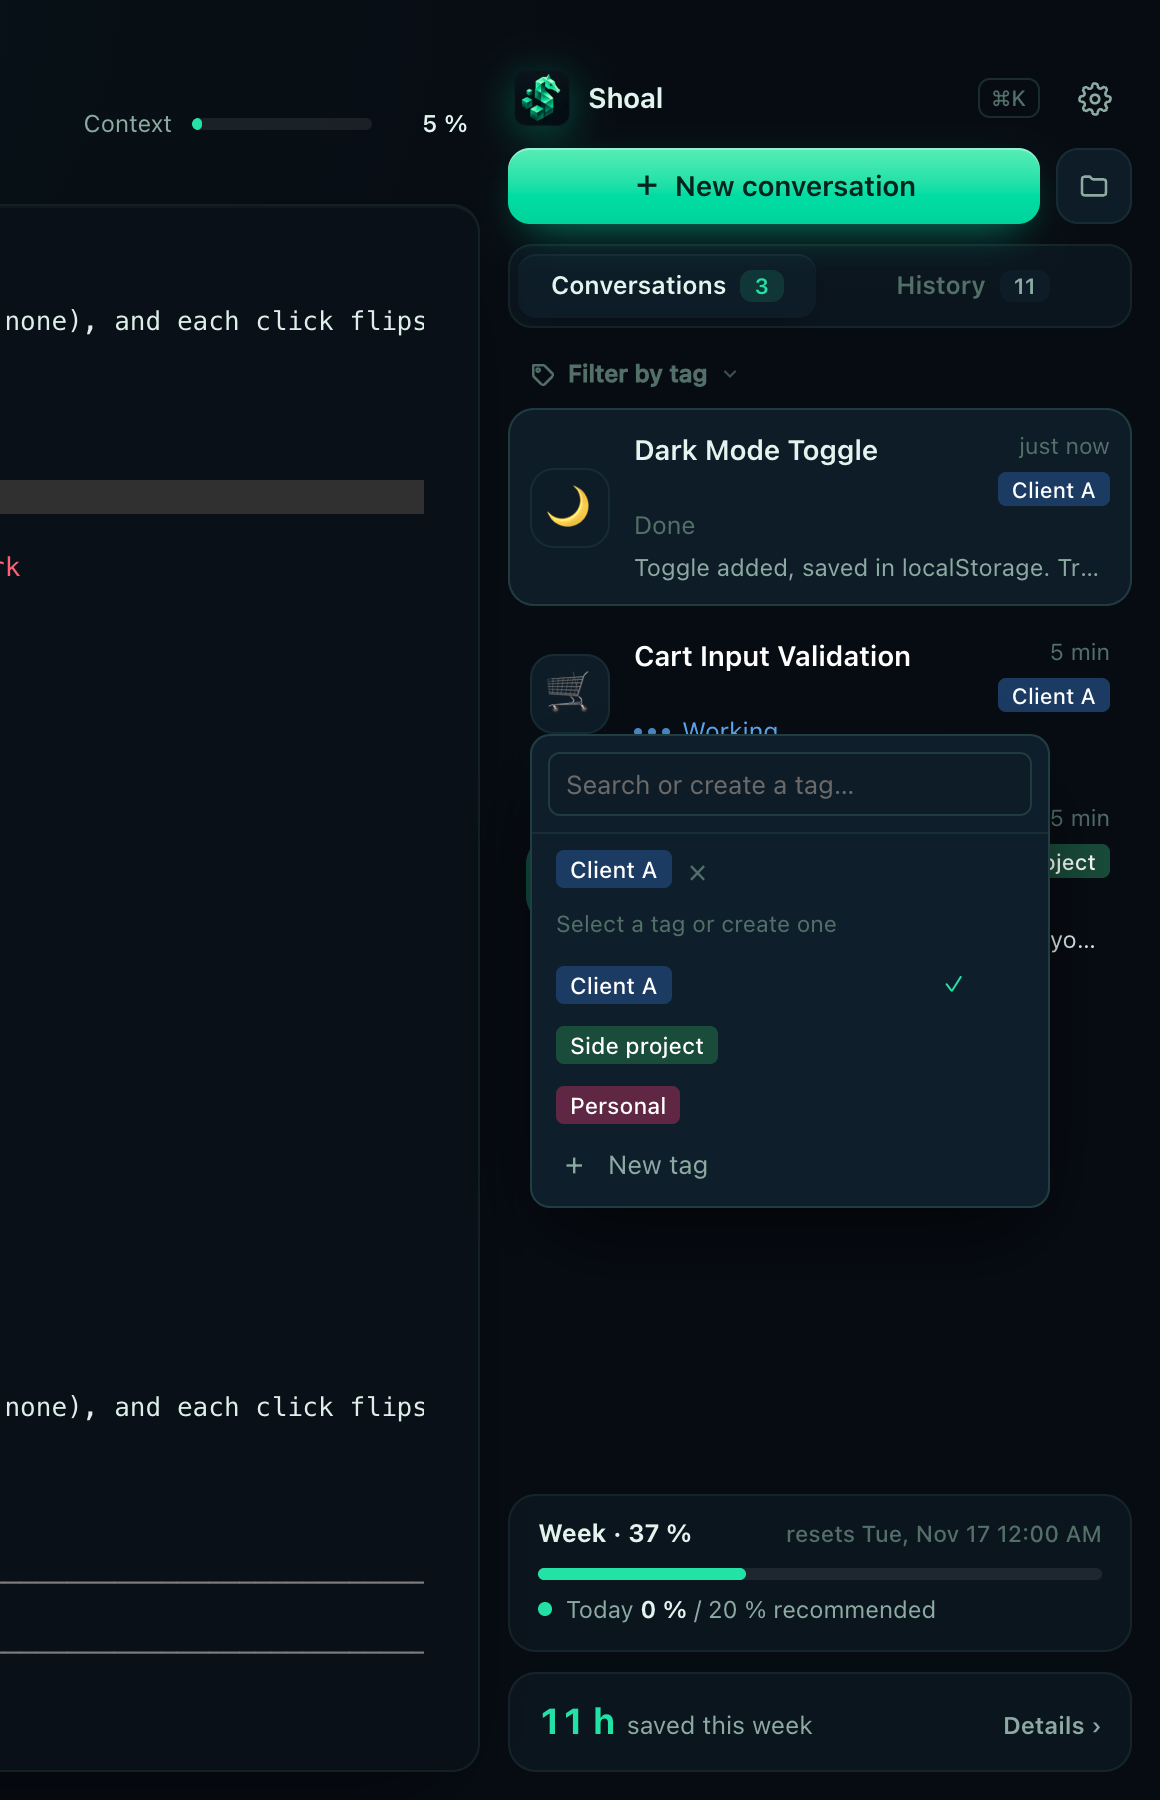 Context 5 %
none), and each click flips
rk
none), and each click flips
Shoal ⌘K
+ New conversation
Conversations 3 History 11
Filter by tag
Dark Mode Toggle just now
Client A
Done
Toggle added, saved in localStorage. Tr...
Cart Input Validation 5 min
Client A
Working
Search or create a tag...
5 min
Client A ×
oject
Select a tag or create one
yo...
Client A ✓
Side project
Personal
+ New tag
Week · 37 % resets Tue, Nov 17 12:00 AM
Today 0 % / 20 % recommended
11 h saved this week Details ›